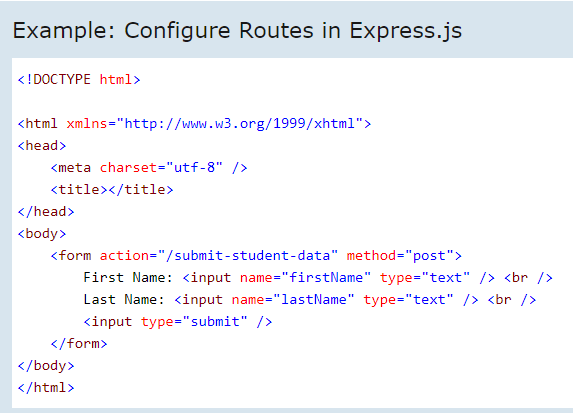 Example: Configure Routes in Express.js
<!DOCTYPE html>
<html xmlns="http://www.w3.org/1999/xhtml">
<head>
<meta charset="utf-8" />
<title></title>
</head>
<body>
<form action="/submit-student-data" method="post">
First Name: <input name="firstName" type="text" /> <br />
Last Name: <input name="lastName" type="text" /> <br />
<input type="submit" />
</form>
</body>
</html>